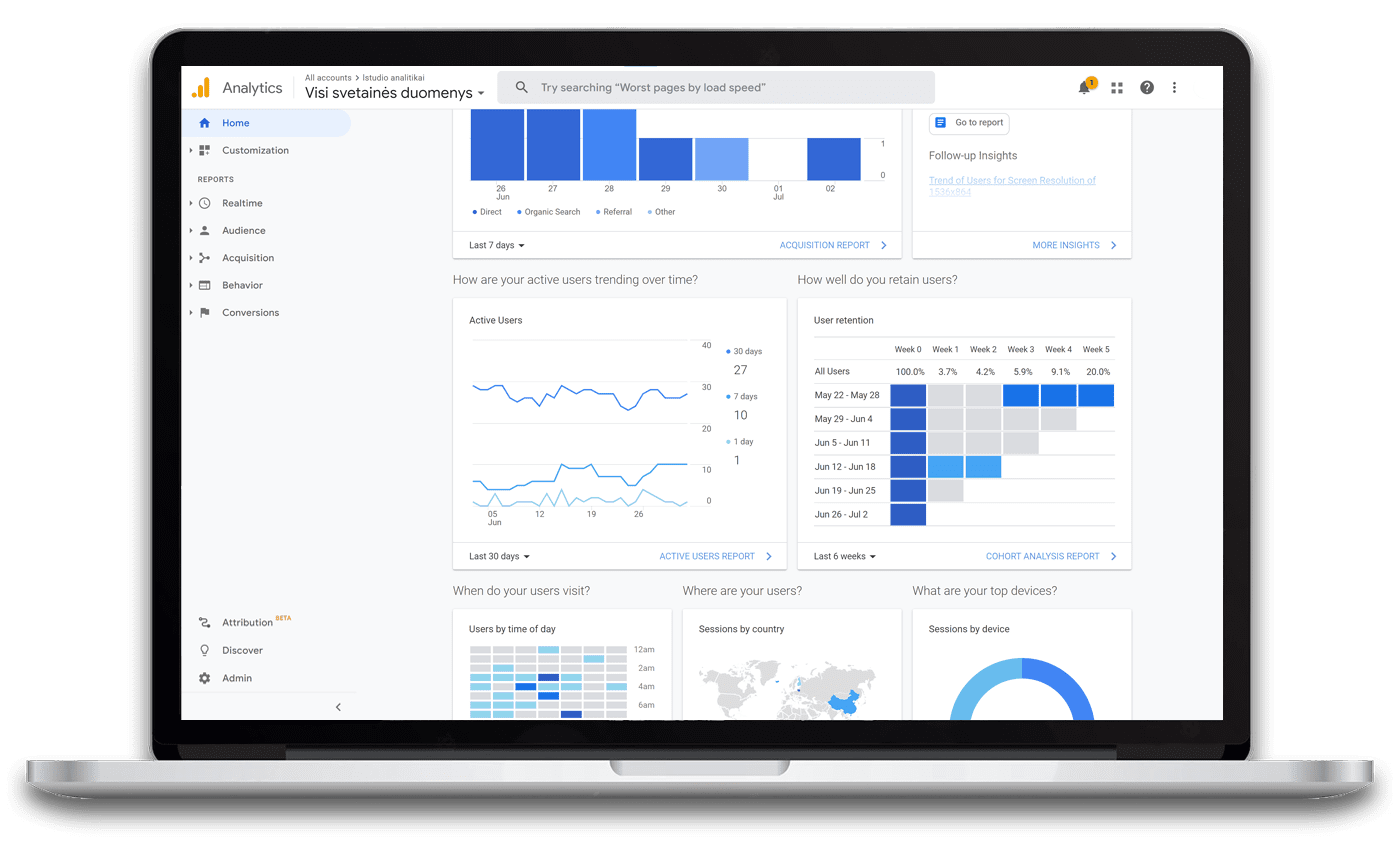 Analytics
All accounts > Istudio analitikai
Visi svetainės duomenys
Try searching “Worst pages by load speed”
1
Home
Customization
REPORTS
Realtime
Audience
Acquisition
Behavior
Conversions
Attribution BETA
Discover
Admin
1
0
26 27 28 29 30 01 02
Jun Jul
Direct Organic Search Referral Other
Last 7 days
ACQUISITION REPORT
Go to report
Follow-up Insights
Trend of Users for Screen Resolution of
1536x864
MORE INSIGHTS
How are your active users trending over time?
Active Users
40
30
20
10
0
30 days
27
7 days
10
1 day
1
05 12 19 26
Jun
Last 30 days
ACTIVE USERS REPORT
How well do you retain users?
User retention
Week 0 Week 1 Week 2 Week 3 Week 4 Week 5
All Users 100.0% 3.7% 4.2% 5.9% 9.1% 20.0%
May 22 - May 28
May 29 - Jun 4
Jun 5 - Jun 11
Jun 12 - Jun 18
Jun 19 - Jun 25
Jun 26 - Jul 2
Last 6 weeks
COHORT ANALYSIS REPORT
When do your users visit?
Users by time of day
12am
2am
4am
6am
Where are your users?
Sessions by country
What are your top devices?
Sessions by device